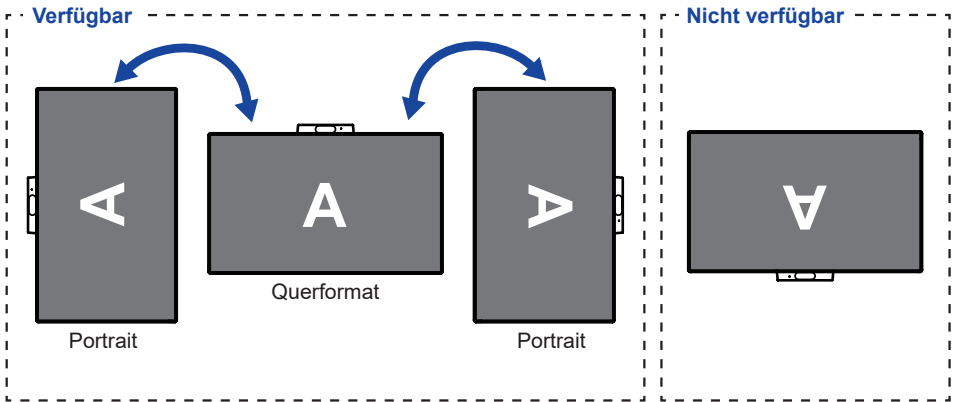 Verfügbar
Nicht verfügbar
A
A
A
A
Querformat
Portrait
Portrait